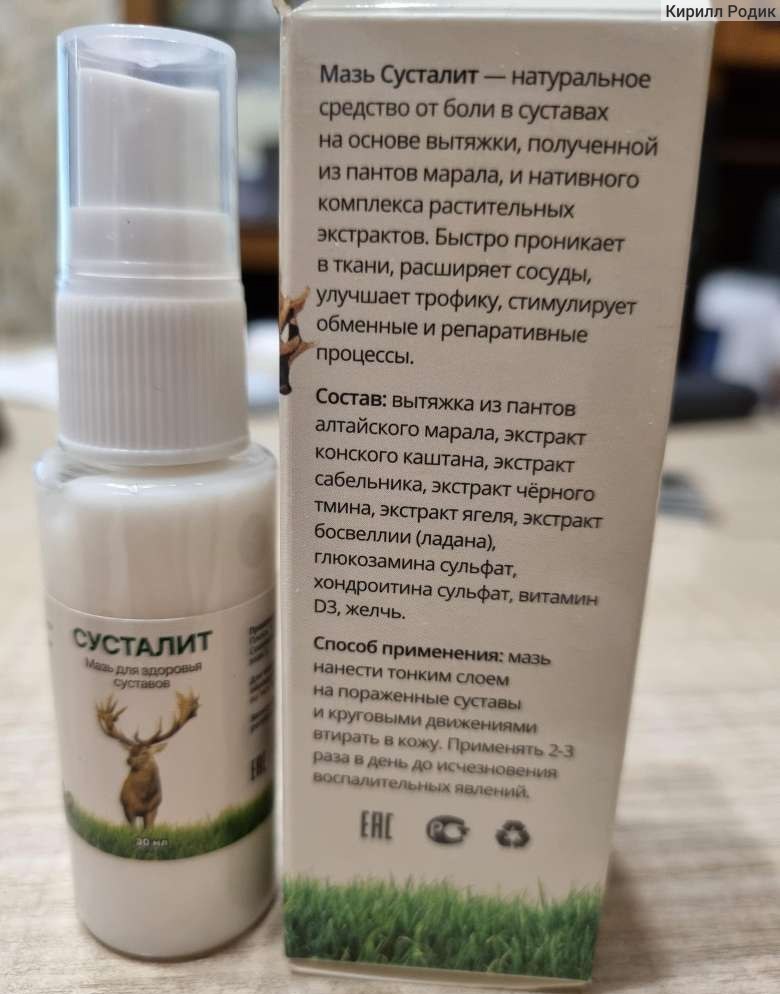 Кирилл Родик
Мазь Сусталит — натуральное
средство от боли в суставах
на основе вытяжки, полученной
из пантов марала, и нативного
комплекса растительных
экстрактов. Быстро проникает
в ткани, расширяет сосуды,
улучшает трофику, стимулирует
обменные и репаративные
процессы.
Состав: вытяжка из пантов
алтайского марала, экстракт
конского каштана, экстракт
сабельника, экстракт чёрного
тмина, экстракт ягеля, экстракт
босвеллии (ладана),
глюкозамина сульфат,
хондроитина сульфат, витамин
D3, желчь.
Способ применения: мазь
нанести тонким слоем
на пораженные суставы
и круговыми движениями
втирать в кожу. Применять 2-3
раза в день до исчезновения
воспалительных явлений.
EAC
СУСТАЛИТ
Мазь для здоровья
суставов
30 мл
EAC